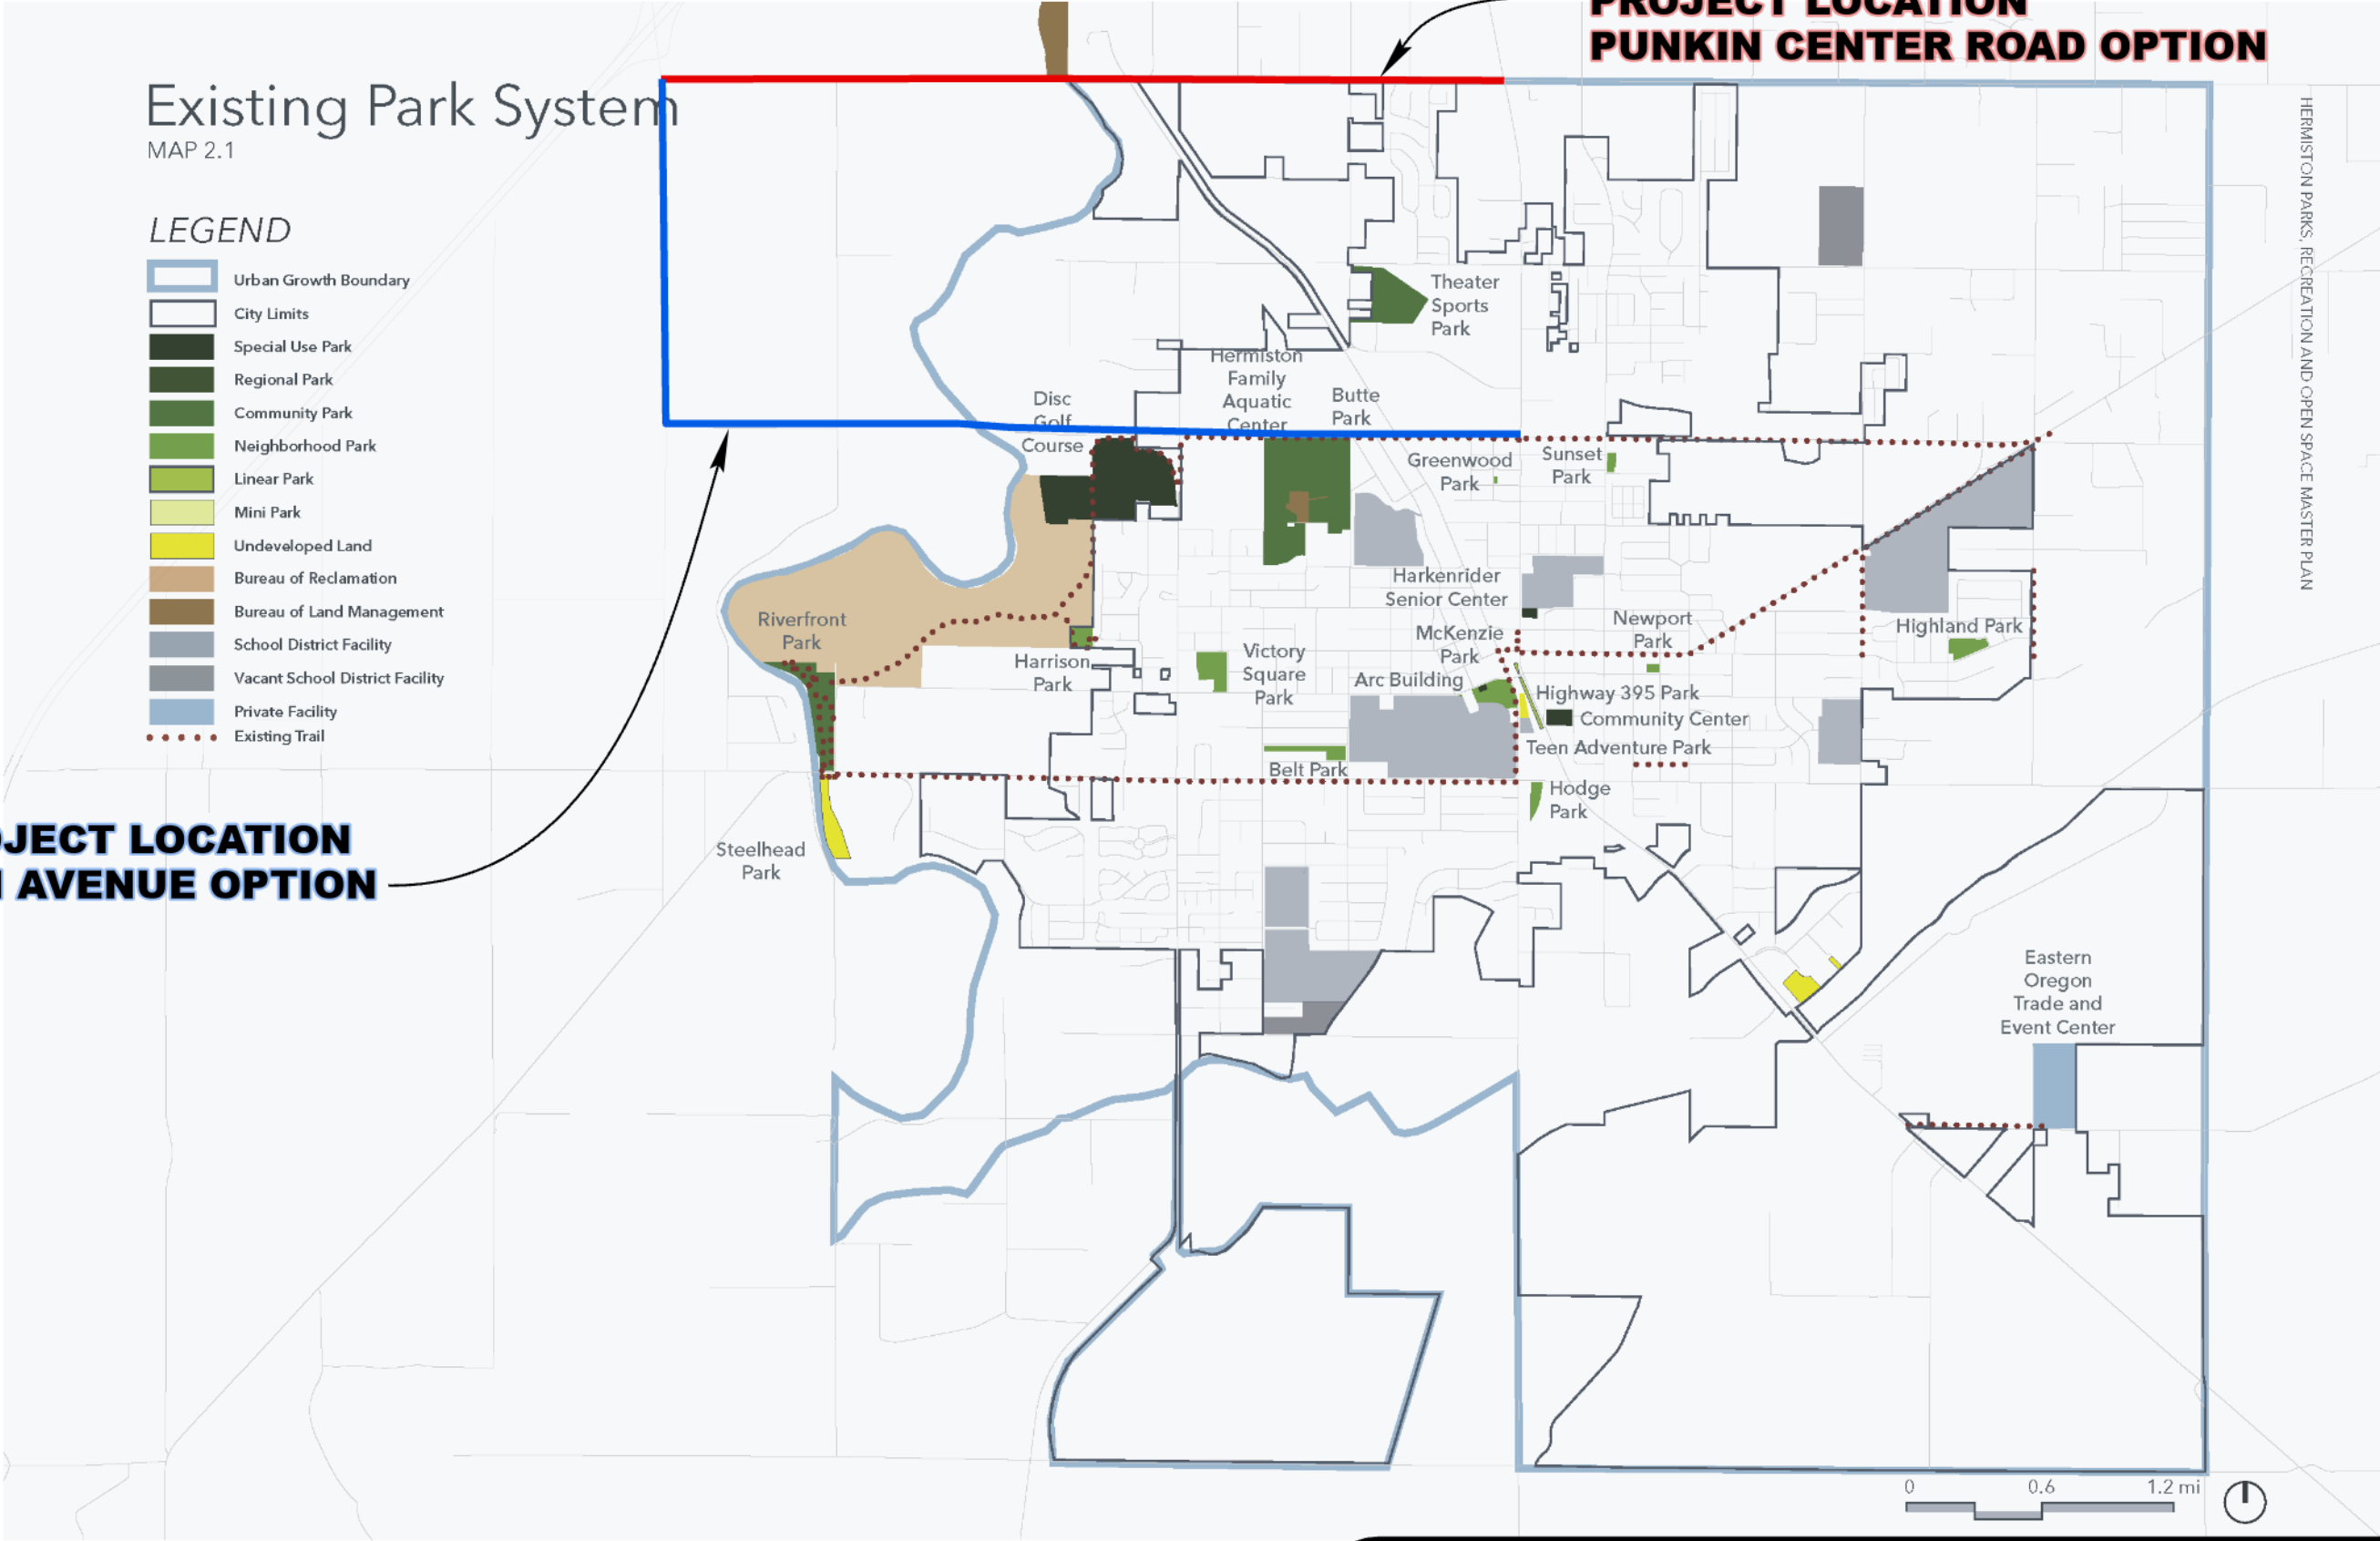 PROJECT LOCATION
PUNKIN CENTER ROAD OPTION
Existing Park System
MAP 2.1
LEGEND
Urban Growth Boundary
City Limits
Special Use Park
Regional Park
Community Park
Neighborhood Park
Linear Park
Mini Park
Undeveloped Land
Bureau of Reclamation
Bureau of Land Management
School District Facility
Vacant School District Facility
Private Facility
Existing Trail
HERMISTON PARKS, RECREATION AND OPEN SPACE MASTER PLAN
Theater
Sports
Park
Hermiston
Family
Aquatic
Center
Butte
Park
Disc
Golf
Course
Greenwood
Park
Sunset
Park
Harkenrider
Senior Center
McKenzie
Park
Newport
Park
Highland Park
Riverfront
Park
Harrison
Park
Victory
Square
Park
Arc Building
Highway 395 Park
Community Center
Teen Adventure Park
Belt Park
Hodge
Park
Steelhead
Park
JECT LOCATION
AVENUE OPTION
Eastern
Oregon
Trade and
Event Center
0 0.6 1.2 mi